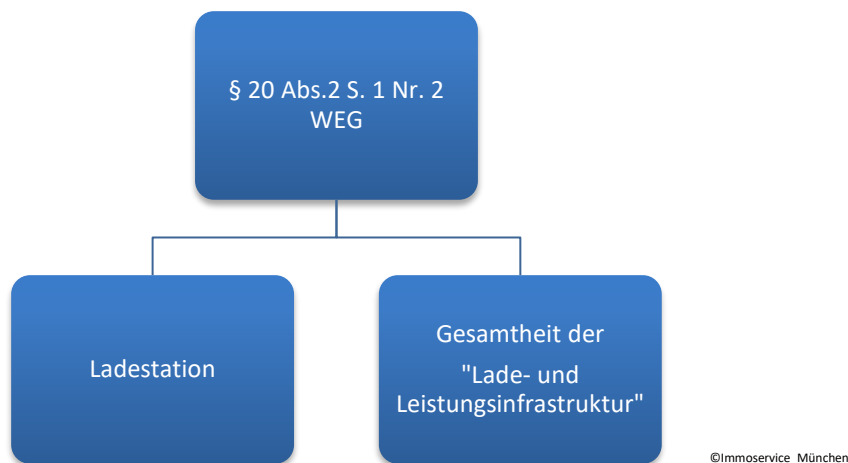 § 20 Abs.2 S. 1 Nr. 2
WEG
Ladestation
Gesamtheit der
"Lade- und
Leistungsinfrastruktur"
©Immoservice München